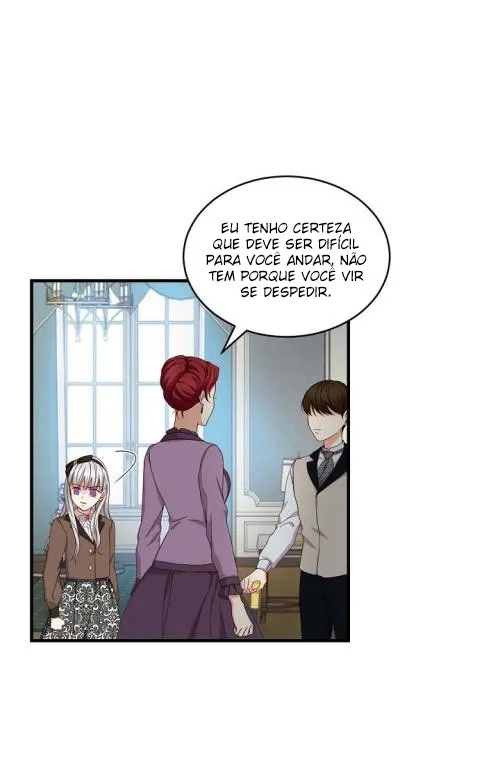 EU TENHO CERTEZA
QUE DEVE SER DIFÍCIL
PARA VOCÊ ANDAR, NÃO
TEM PORQUE VOCÊ VIR
SE DESPEDIR.